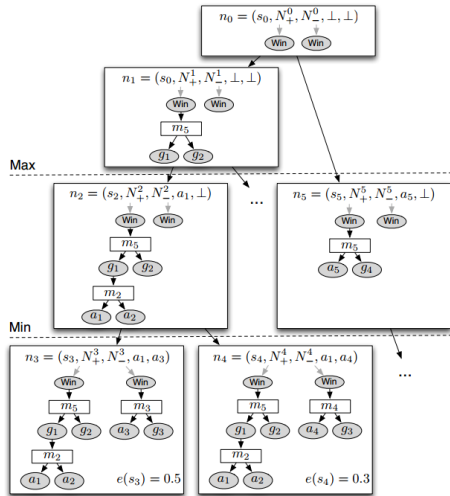 n₀ = (s₀, N₊⁰, N₋⁰, ⊥, ⊥)
Win Win
n₁ = (s₀, N₊¹, N₋¹, ⊥, ⊥)
Win Win
m₅
g₁ g₂
Max
n₂ = (s₂, N₊², N₋², a₁, ⊥)
Win Win
m₅
g₁ g₂
m₂
a₁ a₂
...
n₅ = (s₅, N₊⁵, N₋⁵, a₅, ⊥)
Win Win
m₅
a₅ g₄
Min
n₃ = (s₃, N₊³, N₋³, a₁, a₃)
Win Win
m₅ m₃
g₁ g₂ a₃ g₃
m₂
a₁ a₂ e(s₃) = 0.5
n₄ = (s₄, N₊⁴, N₋⁴, a₁, a₄)
Win Win
m₅ m₄
g₁ g₂ a₄ g₃
m₂
a₁ a₂ e(s₄) = 0.3
...